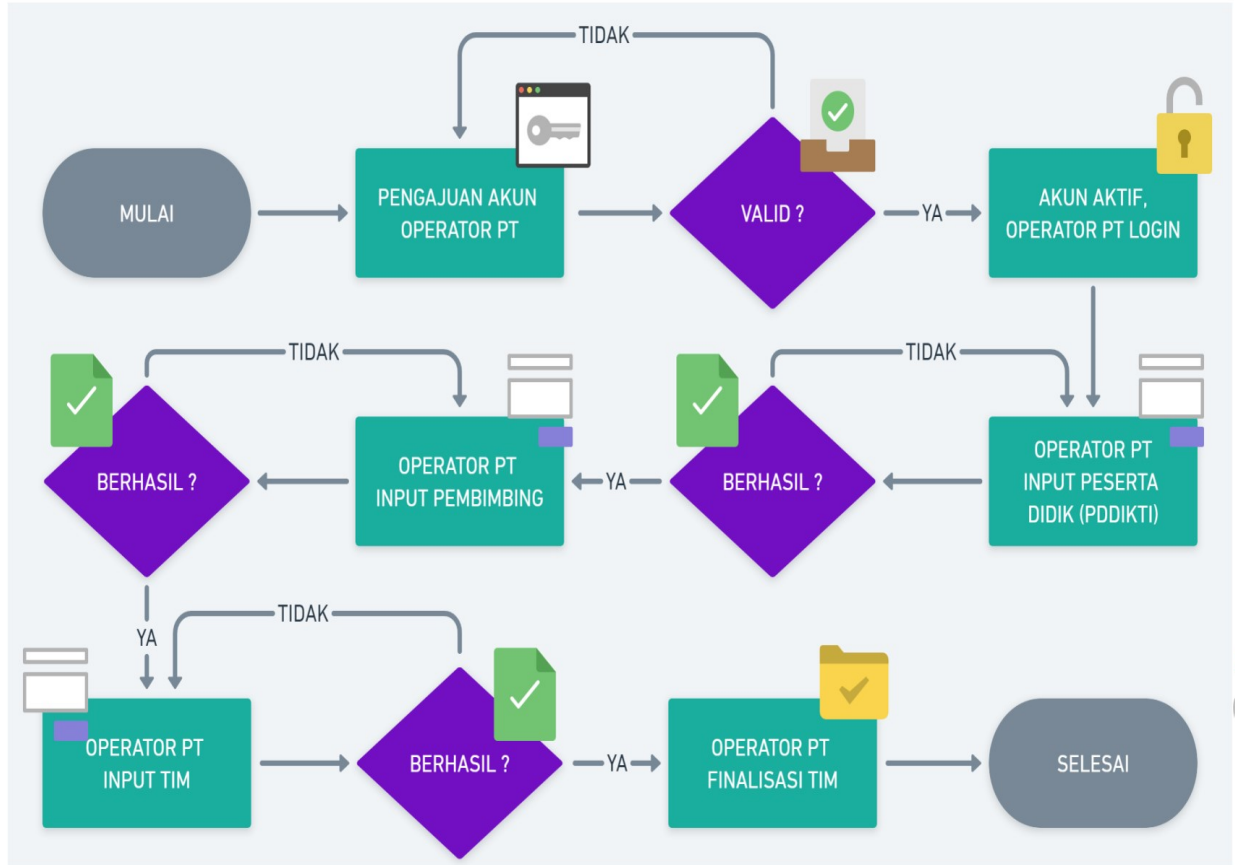 TIDAK
MULAI
PENGAJUAN AKUN
OPERATOR PT
VALID ?
YA
AKUN AKTIF,
OPERATOR PT LOGIN
TIDAK
TIDAK
BERHASIL ?
OPERATOR PT
INPUT PEMBIMBING
YA
BERHASIL ?
OPERATOR PT
INPUT PESERTA
DIDIK (PDDIKTI)
YA
TIDAK
OPERATOR PT
INPUT TIM
BERHASIL ?
YA
OPERATOR PT
FINALISASI TIM
SELESAI